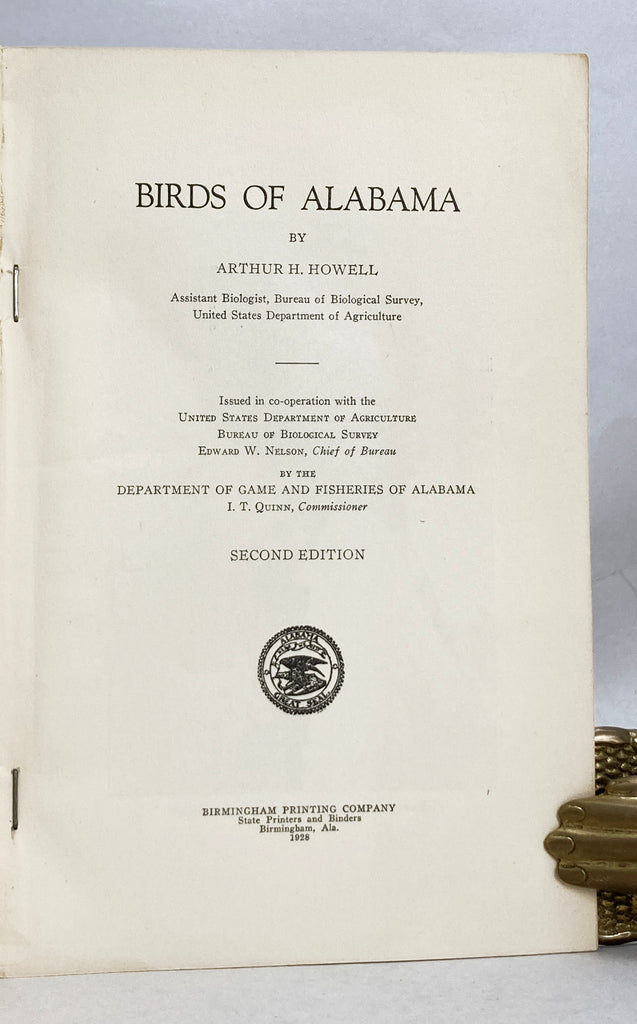 BIRDS OF ALABAMA
BY
ARTHUR H. HOWELL
Assistant Biologist, Bureau of Biological Survey,
United States Department of Agriculture
Issued in co-operation with the
UNITED STATES DEPARTMENT OF AGRICULTURE
BUREAU OF BIOLOGICAL SURVEY
EDWARD W. NELSON, Chief of Bureau
BY THE
DEPARTMENT OF GAME AND FISHERIES OF ALABAMA
I. T. QUINN, Commissioner
SECOND EDITION
ALABAMA
GREAT SEAL
BIRMINGHAM PRINTING COMPANY
State Printers and Binders
Birmingham, Ala.
1928